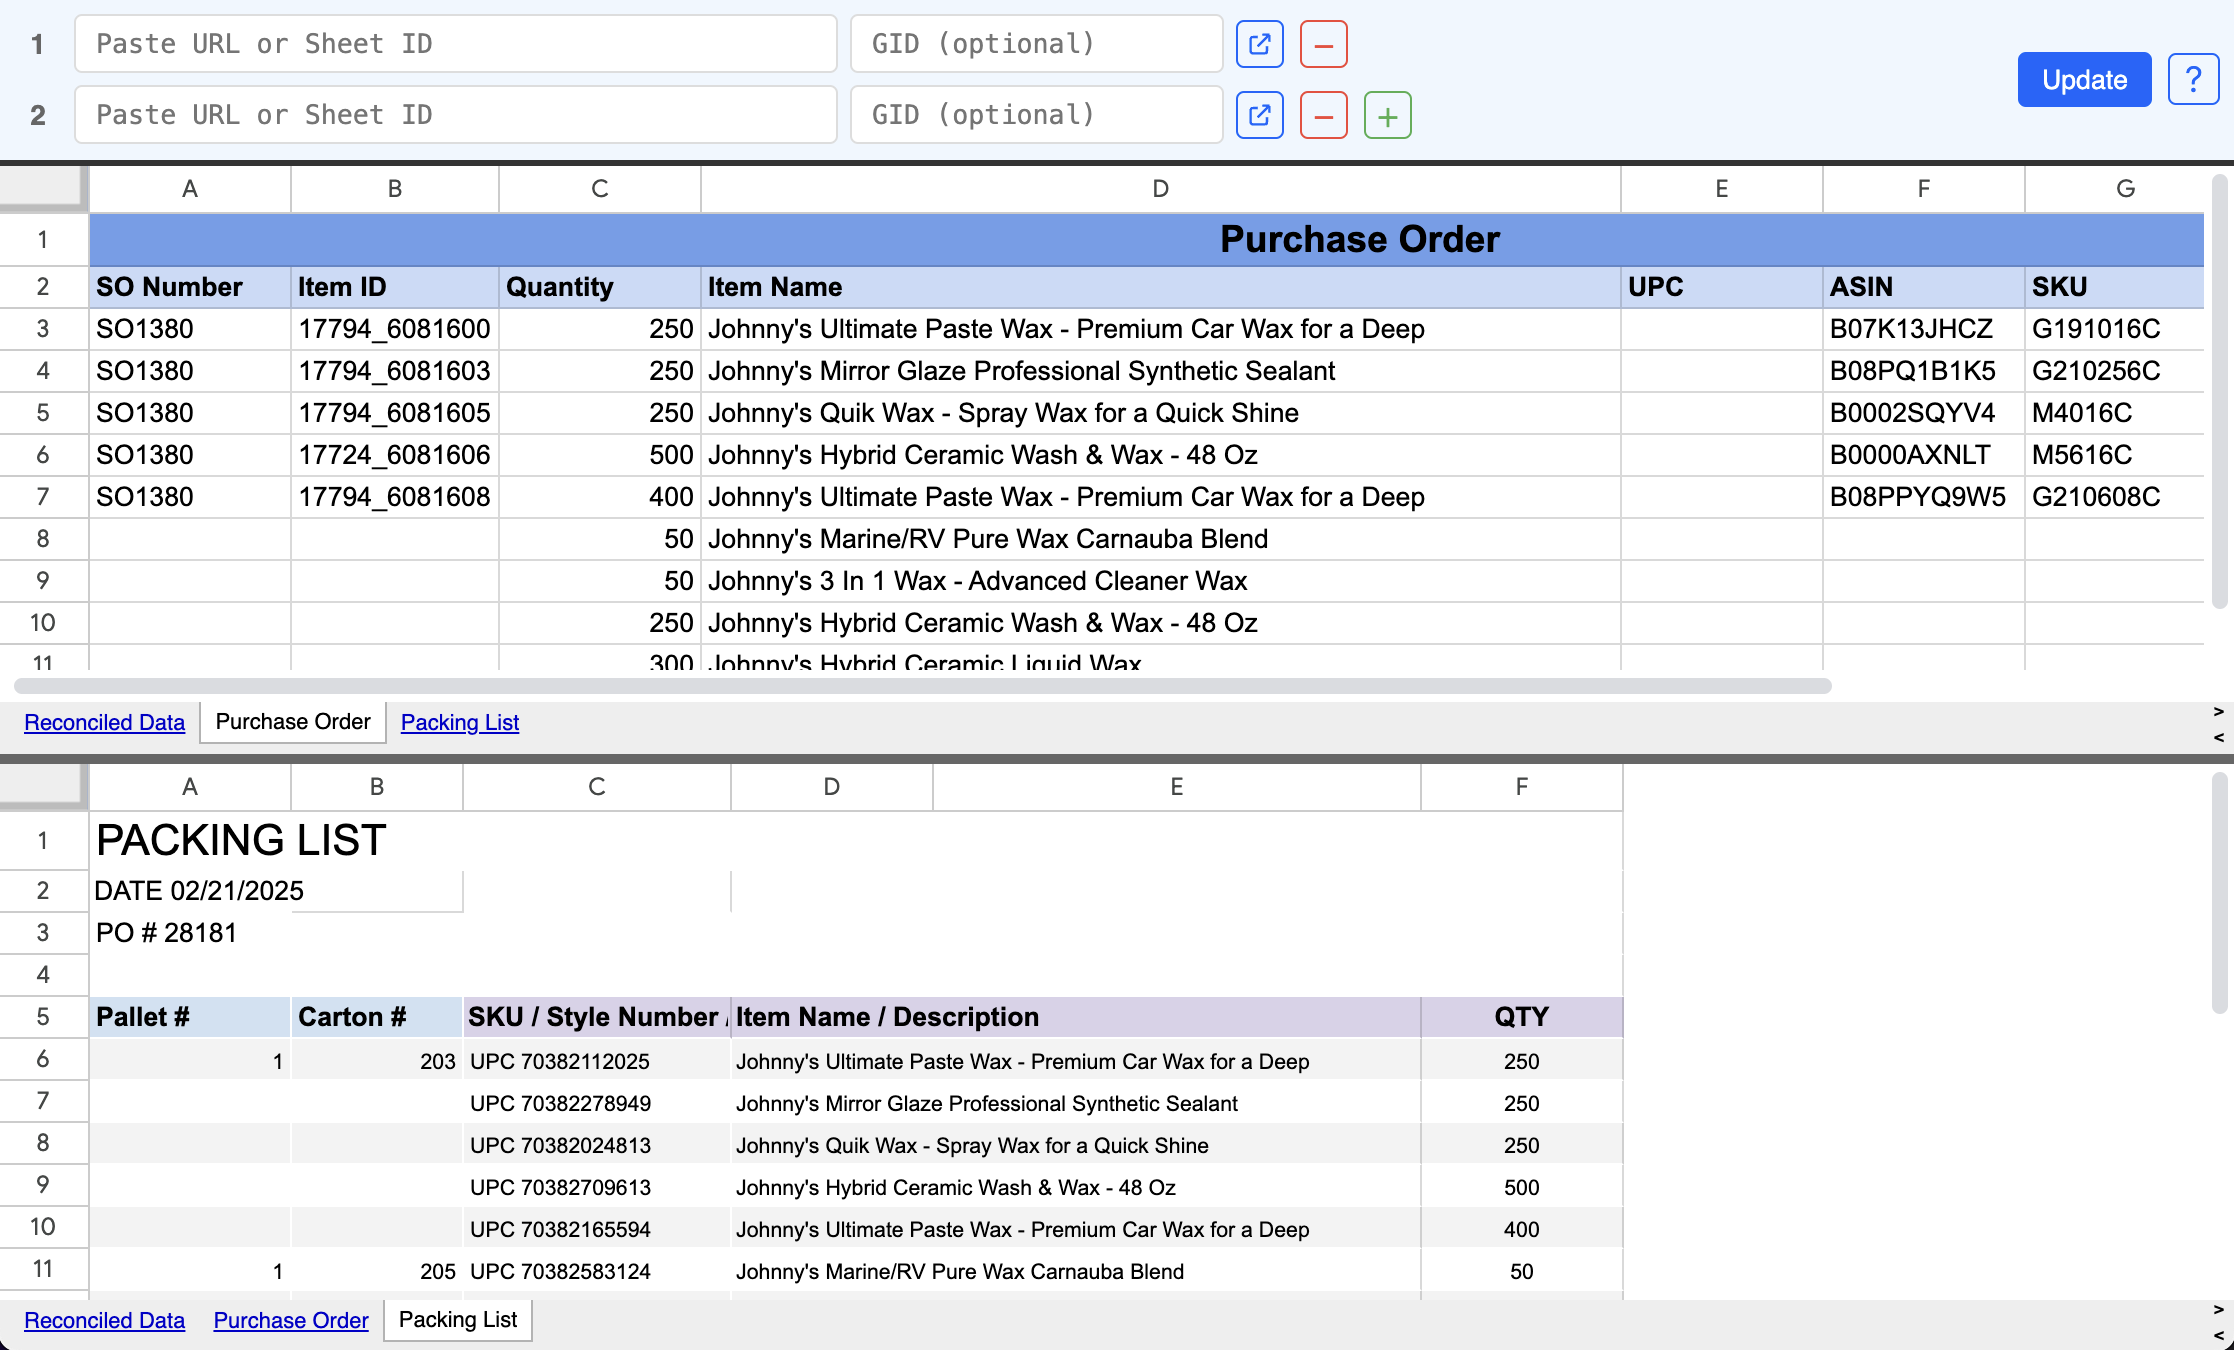 1 Paste URL or Sheet ID GID (optional)
2 Paste URL or Sheet ID GID (optional)
Update ?
A B C D E F G
1 Purchase Order
2 SO Number Item ID Quantity Item Name UPC ASIN SKU
3 SO1380 17794_6081600 250 Johnny's Ultimate Paste Wax - Premium Car Wax for a Deep B07K13JHCZ G191016C
4 SO1380 17794_6081603 250 Johnny's Mirror Glaze Professional Synthetic Sealant B08PQ1B1K5 G210256C
5 SO1380 17794_6081605 250 Johnny's Quik Wax - Spray Wax for a Quick Shine B0002SQYV4 M4016C
6 SO1380 17724_6081606 500 Johnny's Hybrid Ceramic Wash & Wax - 48 Oz B0000AXNLT M5616C
7 SO1380 17794_6081608 400 Johnny's Ultimate Paste Wax - Premium Car Wax for a Deep B08PPYQ9W5 G210608C
8 50 Johnny's Marine/RV Pure Wax Carnauba Blend
9 50 Johnny's 3 In 1 Wax - Advanced Cleaner Wax
10 250 Johnny's Hybrid Ceramic Wash & Wax - 48 Oz
11 300 Johnny's Hybrid Ceramic Liquid Wax
Reconciled Data Purchase Order Packing List
A B C D E F
1 PACKING LIST
2 DATE 02/21/2025
3 PO # 28181
4
5 Pallet # Carton # SKU / Style Number / Item Name / Description QTY
6 1 203 UPC 70382112025 Johnny's Ultimate Paste Wax - Premium Car Wax for a Deep 250
7 UPC 70382278949 Johnny's Mirror Glaze Professional Synthetic Sealant 250
8 UPC 70382024813 Johnny's Quik Wax - Spray Wax for a Quick Shine 250
9 UPC 70382709613 Johnny's Hybrid Ceramic Wash & Wax - 48 Oz 500
10 UPC 70382165594 Johnny's Ultimate Paste Wax - Premium Car Wax for a Deep 400
11 1 205 UPC 70382583124 Johnny's Marine/RV Pure Wax Carnauba Blend 50
Reconciled Data Purchase Order Packing List